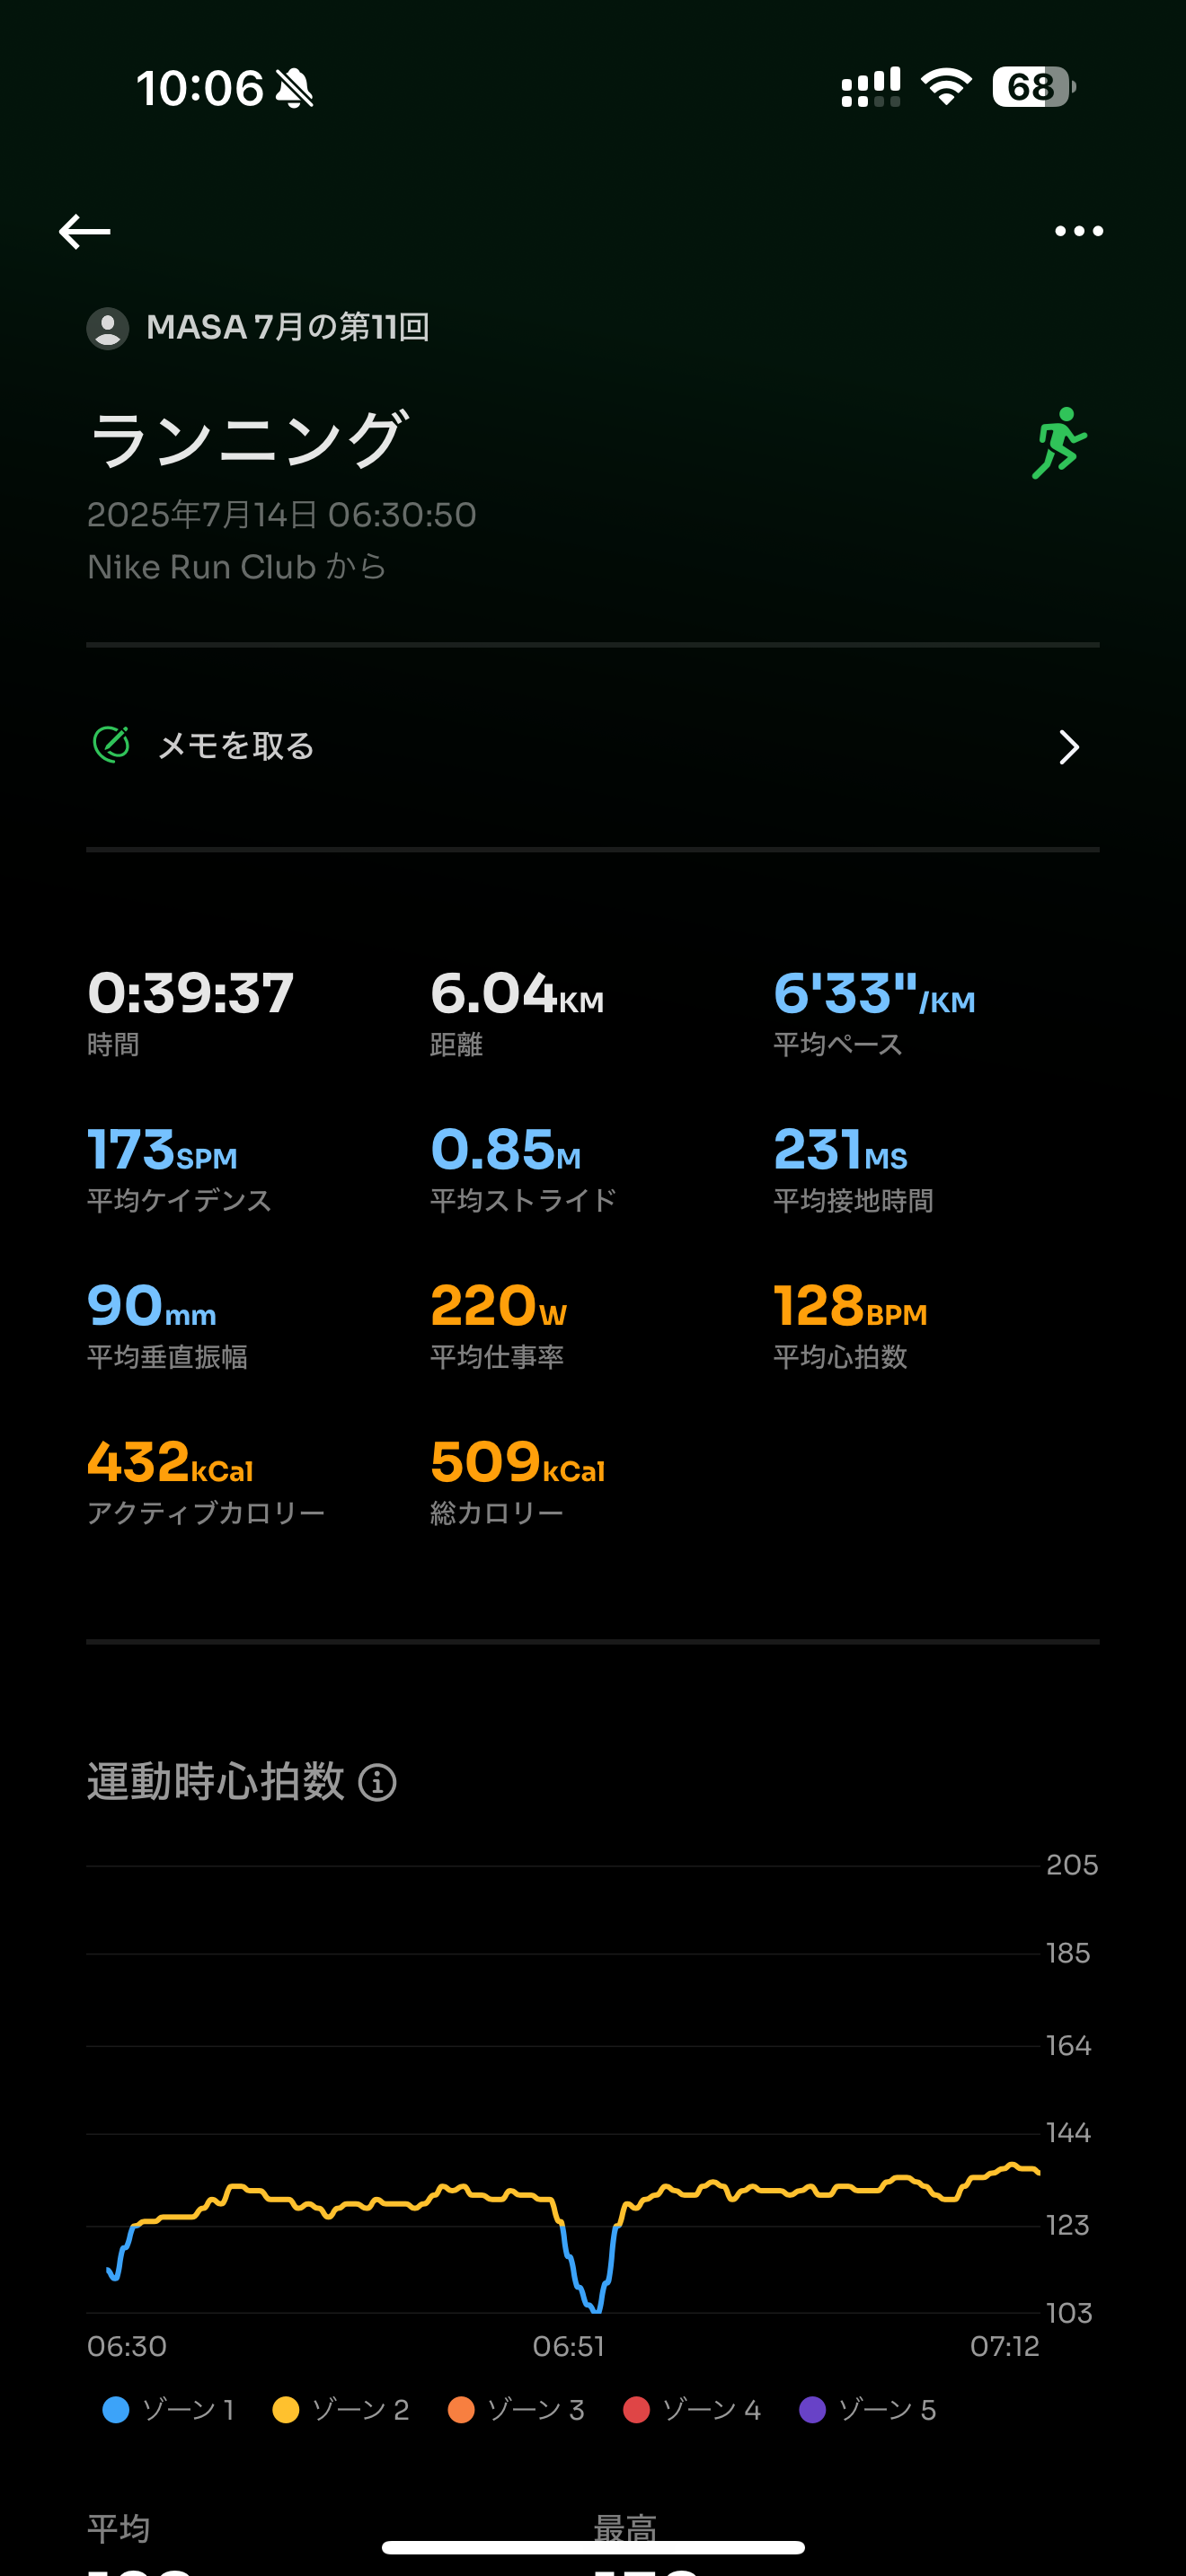 10:06
68
MASA 7月の第11回
ランニング
2025年7月14日 06:30:50
Nike Run Club から
メモを取る
0:39:37 6.04KM 6'33"/KM
時間 距離 平均ペース
173SPM 0.85M 231MS
平均ケイデンス 平均ストライド 平均接地時間
90mm 220W 128BPM
平均垂直振幅 平均仕事率 平均心拍数
432kCal 509kCal
アクティブカロリー 総カロリー
運動時心拍数
205
185
164
144
123
103
06:30 06:51 07:12
ゾーン 1 ゾーン 2 ゾーン 3 ゾーン 4 ゾーン 5
平均 最高